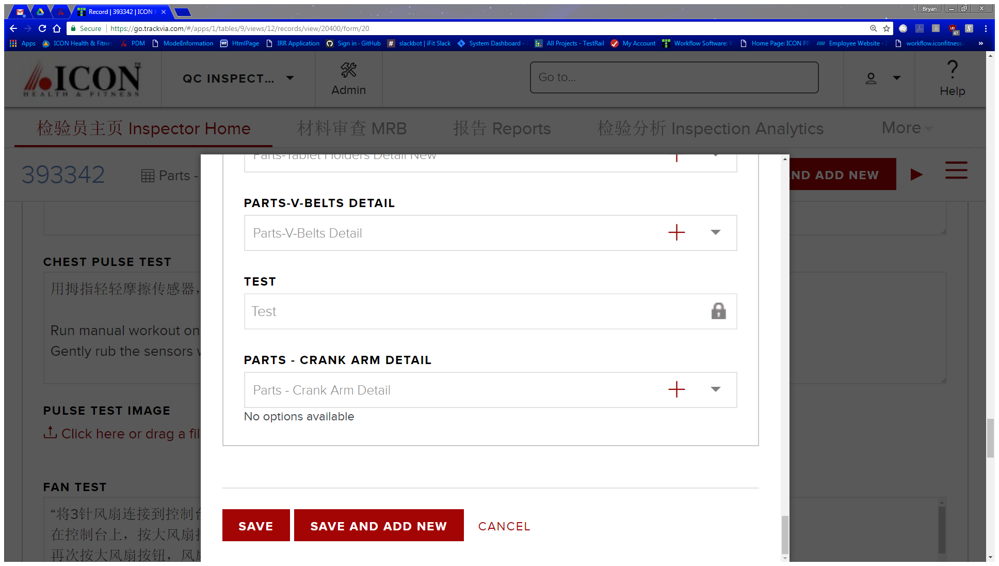 Record | 393342 | ICON H
Bryan
Secure
https://go.trackvia.com/#/apps/1/tables/9/views/12/records/view/20400/form/20
47
Apps
ICON Health & Fitnes
PDM
ModelInformation
HtmlPage
IRR Application
Sign in · GitHub
slackbot | iFit Slack
System Dashboard -
All Projects - TestRail
My Account
Workflow Software: W
Home Page: ICON PR
Employee Website -
workflow.iconfitness.
»
ICON™
HEALTH & FITNESS
QC INSPECT...
Admin
Go to...
?
Help
检验员主页 Inspector Home
材料审查 MRB
报告 Reports
检验分析 Inspection Analytics
More
393342
Parts -
ND ADD NEW
Parts-Tablet Holders Detail New
PARTS-V-BELTS DETAIL
Parts-V-Belts Detail
TEST
Test
PARTS - CRANK ARM DETAIL
Parts - Crank Arm Detail
No options available
SAVE
SAVE AND ADD NEW
CANCEL
CHEST PULSE TEST
用拇指轻轻摩擦传感器，
Run manual workout on
Gently rub the sensors w
PULSE TEST IMAGE
Click here or drag a fil
FAN TEST
“将3针风扇连接到控制台
在控制台上，按大风扇按
再次按大风扇按钮，风扇